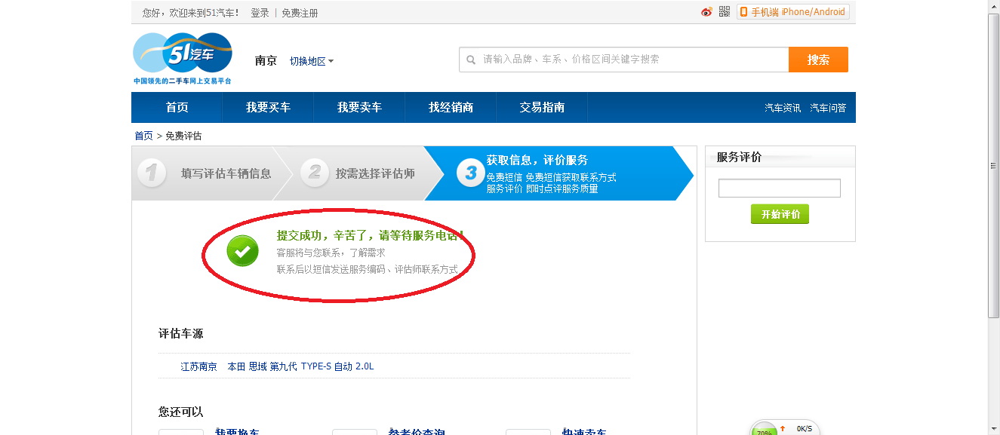 您好，欢迎来到51汽车！ 登录 | 免费注册
手机端 iPhone/Android
51汽车
中国领先的二手车网上交易平台
南京 切换地区
请输入品牌、车系、价格区间关键字搜索
搜索
首页 我要买车 我要卖车 找经销商 交易指南 汽车资讯 汽车问答
首页 > 免费评估
1 填写评估车辆信息
2 按需选择评估师
3 获取信息，评价服务
免费短信 免费短信获取联系方式
服务评价 即时点评服务质量
服务评价
开始评价
提交成功，辛苦了，请等待服务电话！
客服将与您联系，了解需求
联系后以短信发送服务编码、评估师联系方式
评估车源
江苏南京 本田 思域 第九代 TYPE-S 自动 2.0L
您还可以
我要换车 参考价查询 快速卖车
70% 0K/S